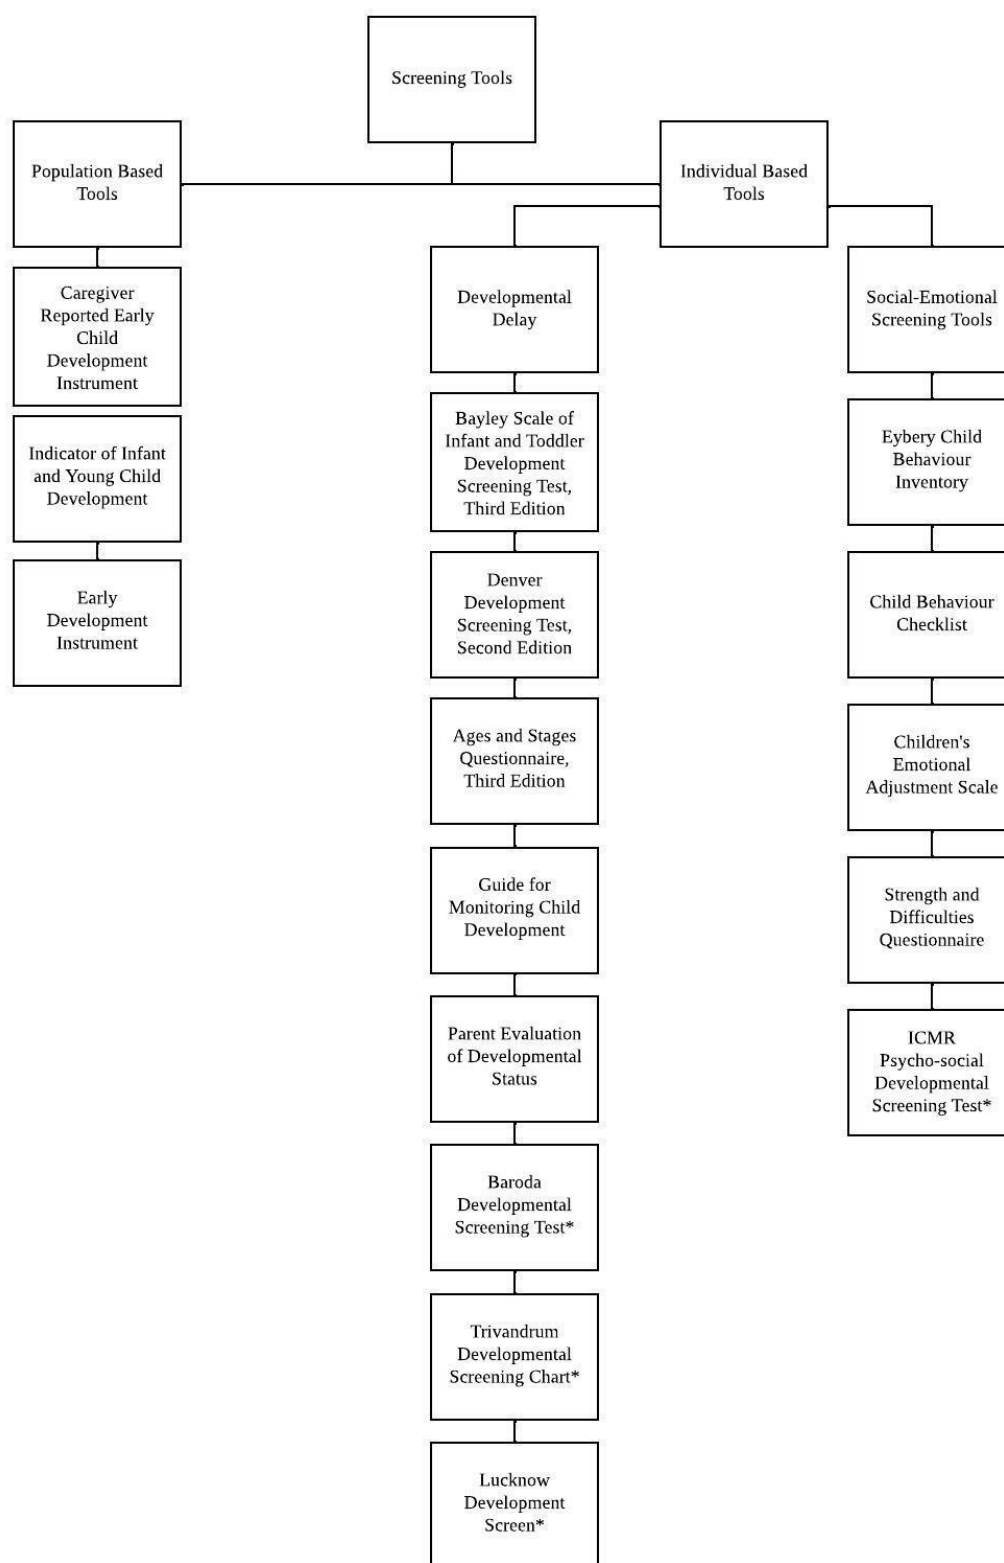 Screening Tools
Population Based
Tools
Individual Based
Tools
Caregiver
Reported Early
Child
Development
Instrument
Indicator of Infant
and Young Child
Development
Early
Development
Instrument
Developmental
Delay
Bayley Scale of
Infant and Toddler
Development
Screening Test,
Third Edition
Denver
Development
Screening Test,
Second Edition
Ages and Stages
Questionnaire,
Third Edition
Guide for
Monitoring Child
Development
Parent Evaluation
of Developmental
Status
Baroda
Developmental
Screening Test*
Trivandrum
Developmental
Screening Chart*
Lucknow
Development
Screen*
Social-Emotional
Screening Tools
Eybery Child
Behaviour
Inventory
Child Behaviour
Checklist
Children's
Emotional
Adjustment Scale
Strength and
Difficulties
Questionnaire
ICMR
Psycho-social
Developmental
Screening Test*